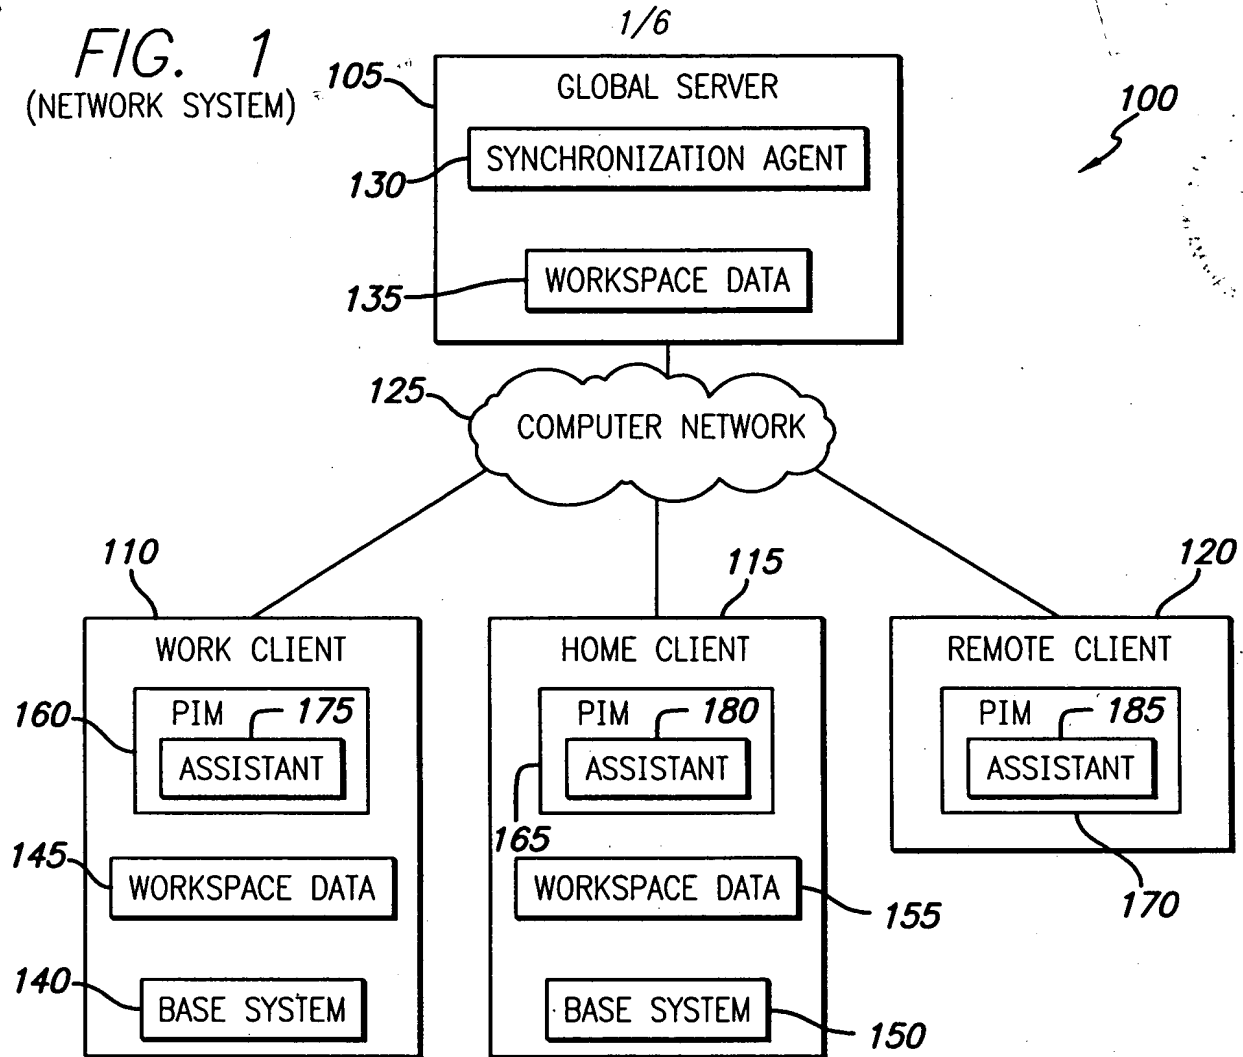 1/6
FIG. 1
(NETWORK SYSTEM)
105
GLOBAL SERVER
100
130
SYNCHRONIZATION AGENT
135
WORKSPACE DATA
125
COMPUTER NETWORK
110
115
120
WORK CLIENT
160
PIM 175
ASSISTANT
145
WORKSPACE DATA
140
BASE SYSTEM
HOME CLIENT
PIM 180
ASSISTANT
165
WORKSPACE DATA
155
BASE SYSTEM
150
REMOTE CLIENT
PIM 185
ASSISTANT
170